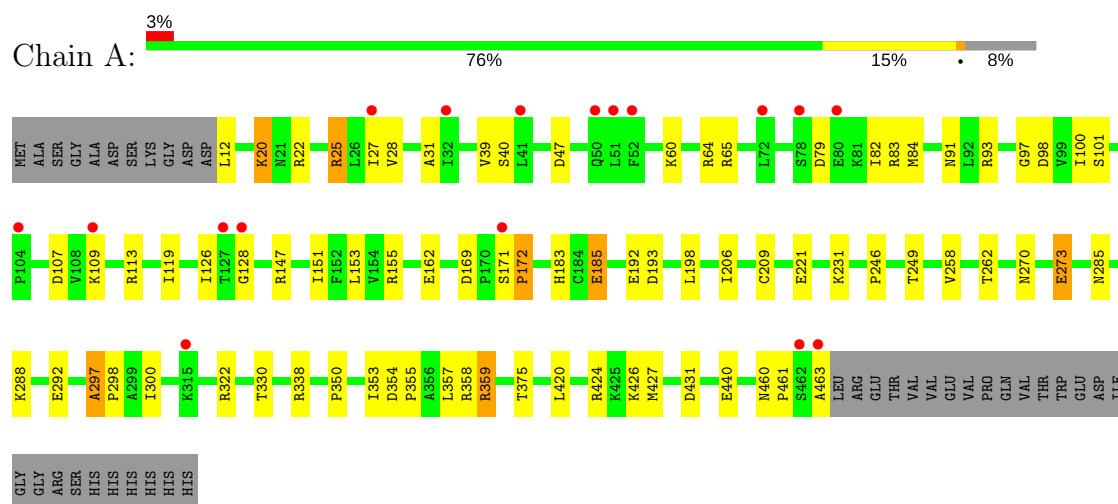 3%
Chain A:
76% 15% • 8%
MET ALA SER GLY ALA ASP SER LYS GLY ASP ASP L12 K20 N21 R22 R25 L26 I27 V28 A31 I32 V39 S40 L41 D47 Q50 L51 F52 K60 R64 R65 L72 S78 D79 E80 K81 I82 R83 M84 N91 L92 R93 G97 D98 V99 I100 S101
P104 D107 V108 K109 R113 I119 I126 T127 G128 R147 I151 F152 L153 V154 R155 E162 D169 P170 S171 P172 H183 C184 E185 E192 D193 L198 I206 C209 E221 K231 P246 T249 V258 T262 N270 E273 N285
K288 E292 A297 P298 A299 I300 K315 R322 T330 R338 P350 I353 D354 P355 A356 L357 R358 R359 T375 L420 R424 K425 K426 M427 D431 E440 N460 P461 S462 A463 LEU ARG GLU THR VAL VAL GLU VAL PRO GLN VAL THR TRP GLU ASP ILE
GLY GLY ARG SER HIS HIS HIS HIS HIS HIS